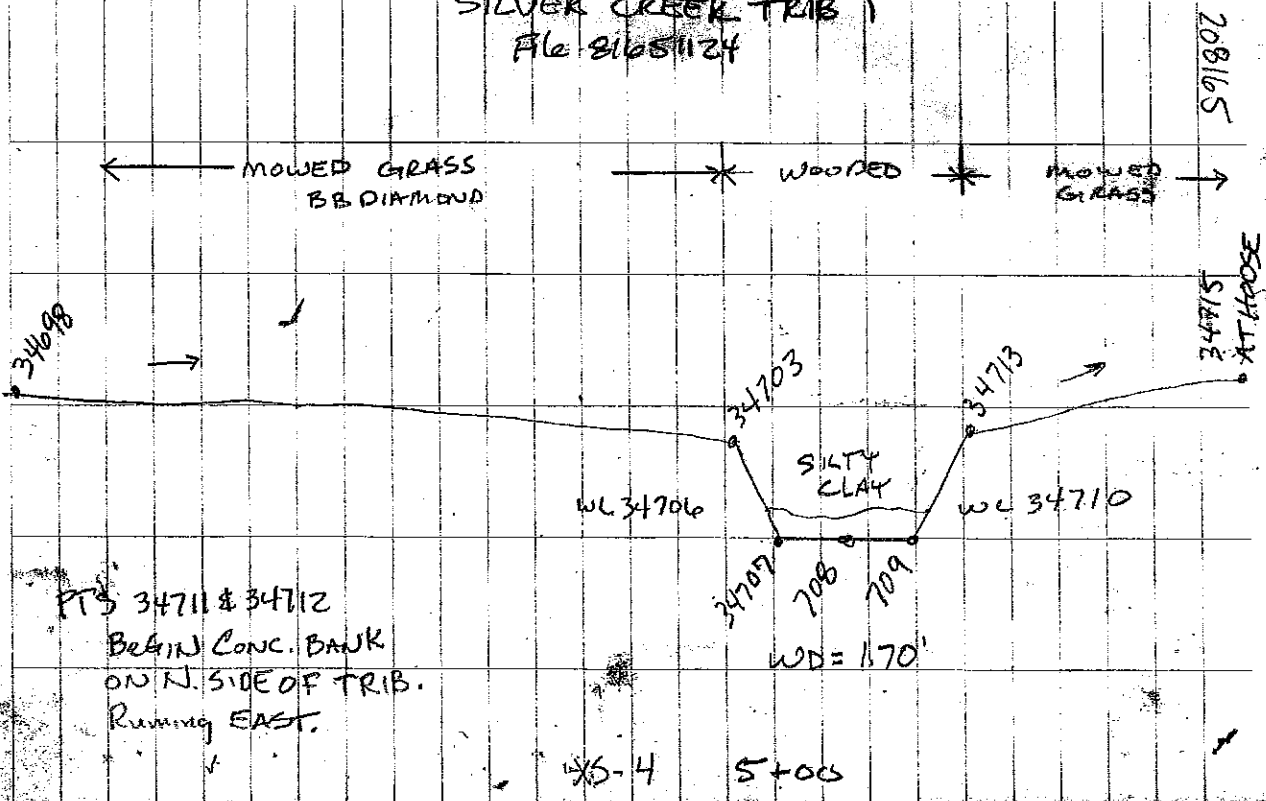 SILVER CREEK TRIB 1
File 81651124
208165
MOWED GRASS
BB DIAMOND
WOODED
MOWED
GRASS
34698
34703
34713
34715
AT HOOSE
SILTY
CLAY
WL 34706
WL 34710
34707
708
709
WD = 1.70'
PTS 34711 & 34712
BEGIN CONC. BANK
ON N. SIDE OF TRIB.
Running EAST.
XS-4 5+00